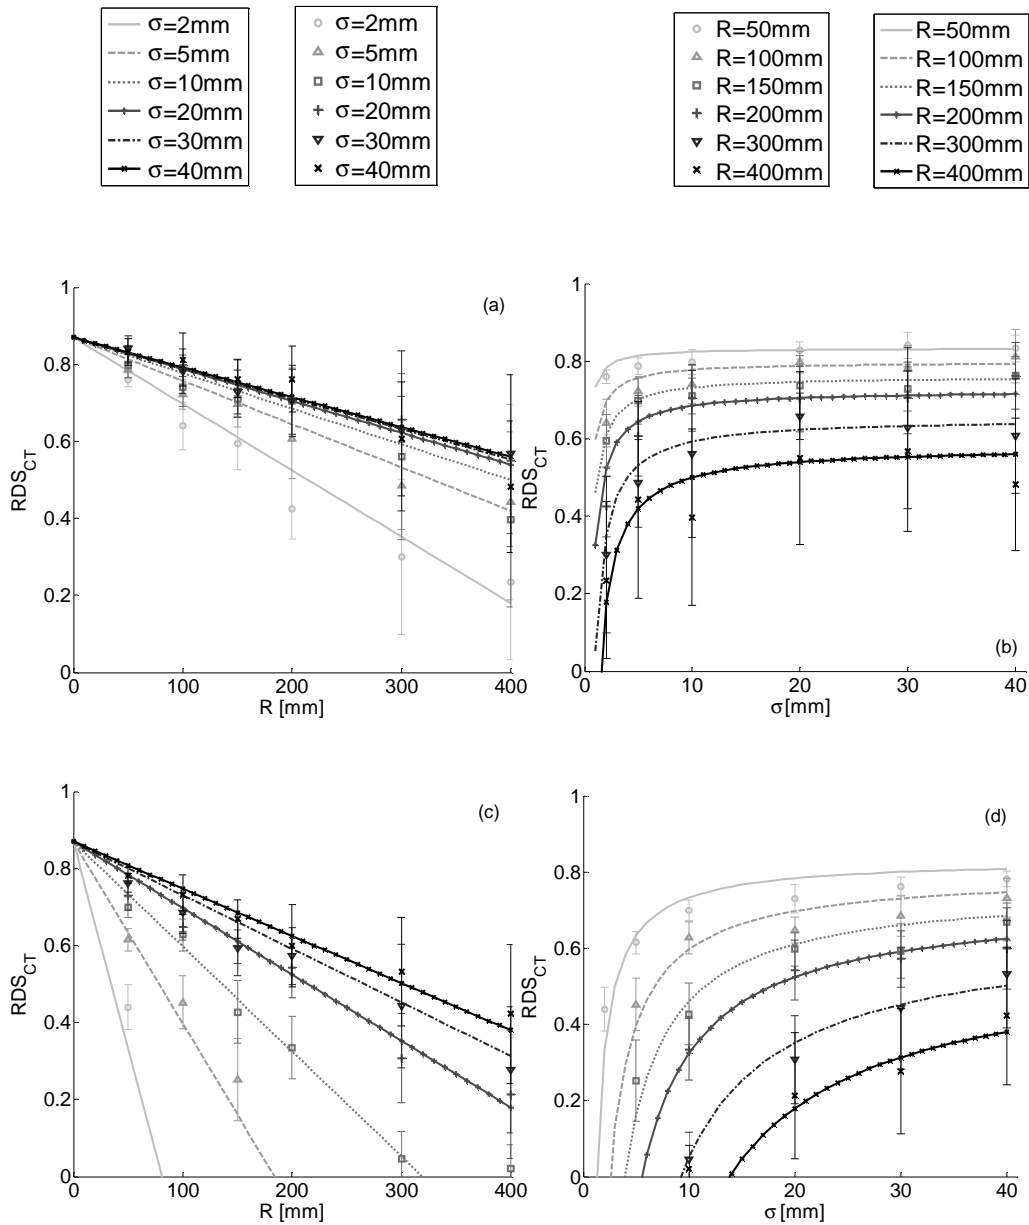 σ=2mm
σ=5mm
σ=10mm
σ=20mm
σ=30mm
σ=40mm
σ=2mm
σ=5mm
σ=10mm
σ=20mm
σ=30mm
σ=40mm
R=50mm
R=100mm
R=150mm
R=200mm
R=300mm
R=400mm
R=50mm
R=100mm
R=150mm
R=200mm
R=300mm
R=400mm
(a)
1
0.8
0.6
0.4
0.2
0
RDS_CT
0 100 200 300 400
R [mm]
(b)
1
0.8
0.6
0.4
0.2
0
RDS_CT
0 10 20 30 40
σ[mm]
(c)
1
0.8
0.6
0.4
0.2
0
RDS_CT
0 100 200 300 400
R [mm]
(d)
1
0.8
0.6
0.4
0.2
0
RDS_CT
0 10 20 30 40
σ [mm]